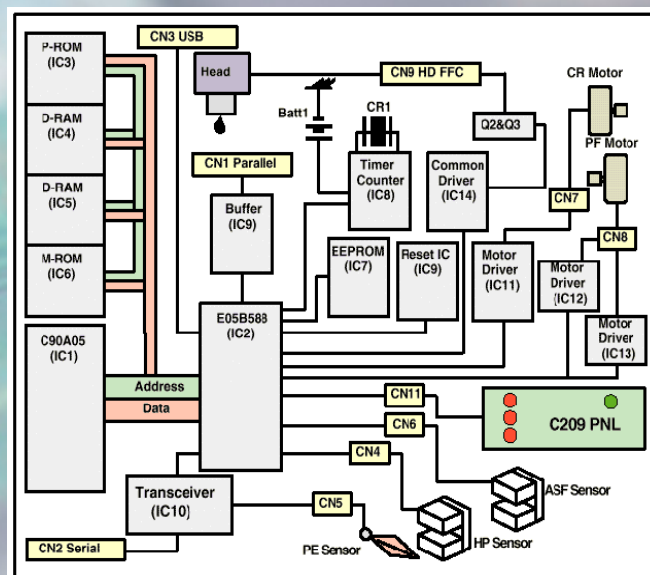 CN3 USB
P-ROM
(IC3)
Head
CN9 HD FFC
CR Motor
D-RAM
(IC4)
Batt1
CR1
Q2&Q3
PF Motor
CN1 Parallel
Timer
Counter
(IC8)
Common
Driver
(IC14)
D-RAM
(IC5)
Buffer
(IC9)
CN7
CN8
M-ROM
(IC6)
EEPROM
(IC7)
Reset IC
(IC9)
Motor
Driver
(IC11)
Motor
Driver
(IC12)
C90A05
(IC1)
E05B588
(IC2)
Motor
Driver
(IC13)
Address
Data
CN11
CN6
C209 PNL
CN4
Transceiver
(IC10)
CN5
ASF Sensor
CN2 Serial
PE Sensor
HP Sensor